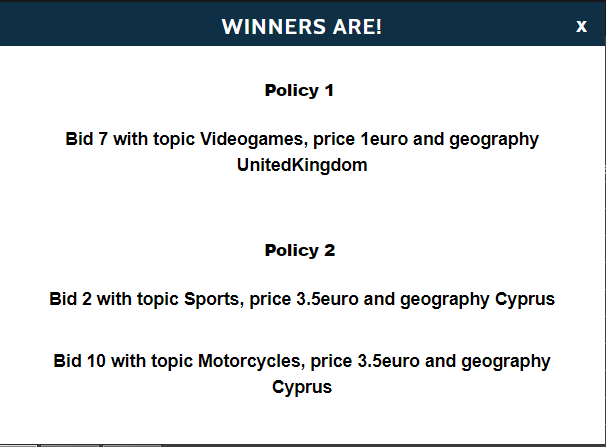 WINNERS ARE!
x
Policy 1
Bid 7 with topic Videogames, price 1euro and geography
UnitedKingdom
Policy 2
Bid 2 with topic Sports, price 3.5euro and geography Cyprus
Bid 10 with topic Motorcycles, price 3.5euro and geography
Cyprus